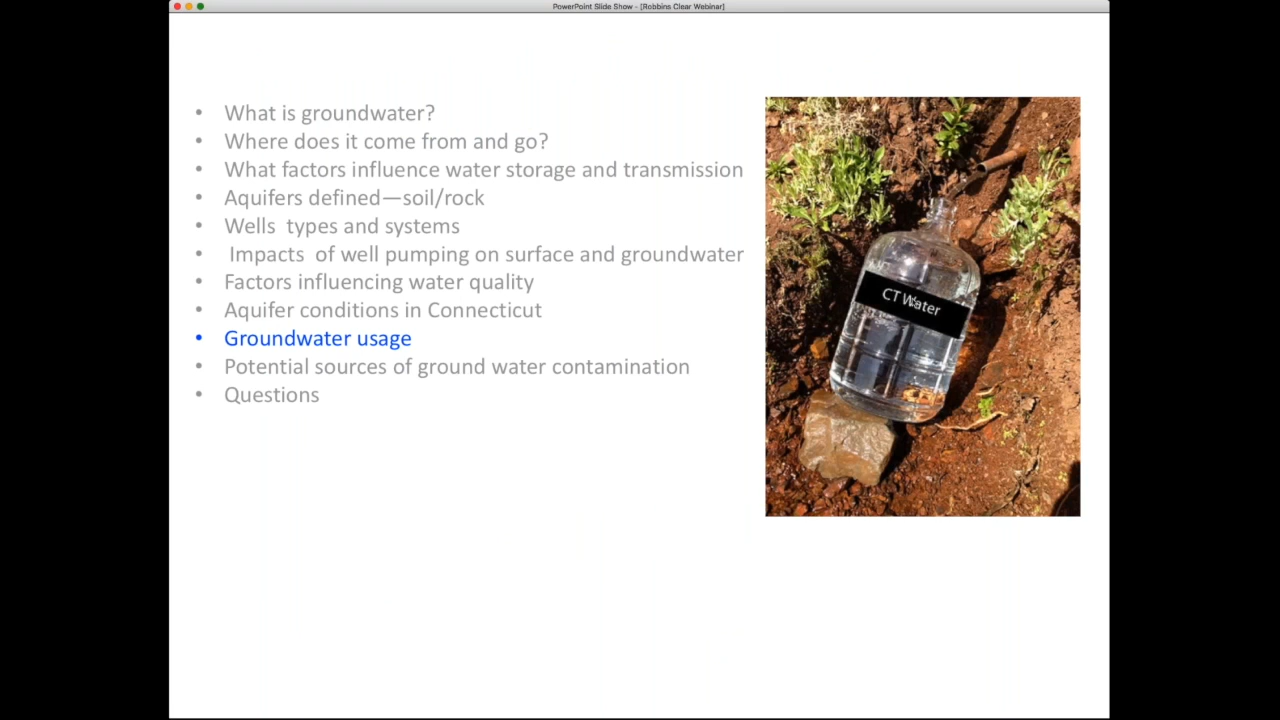 PowerPoint Slide Show - [Robbins Clear Webinar]
• What is groundwater?
• Where does it come from and go?
• What factors influence water storage and transmission
• Aquifers defined—soil/rock
• Wells  types and systems
• Impacts  of well pumping on surface and groundwater
• Factors influencing water quality
• Aquifer conditions in Connecticut
• Groundwater usage
• Potential sources of ground water contamination
• Questions
CT Water